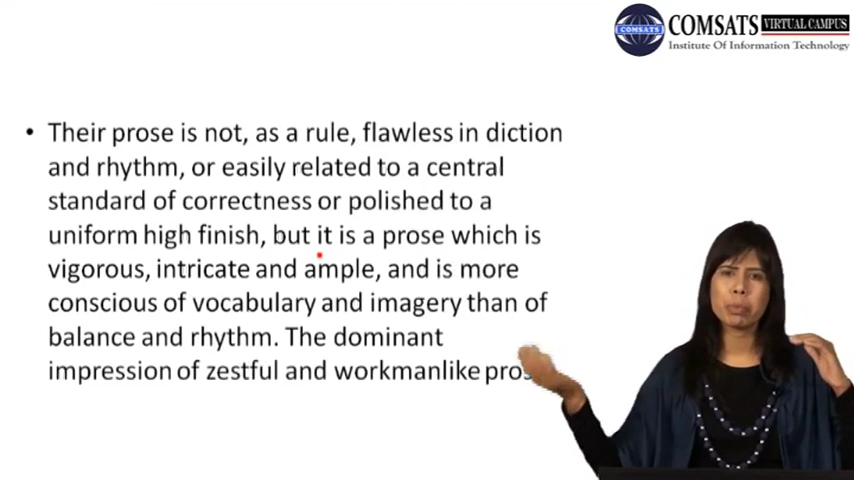 COMSATS
COMSATS VIRTUAL CAMPUS
Institute Of Information Technology
• Their prose is not, as a rule, flawless in diction
and rhythm, or easily related to a central
standard of correctness or polished to a
uniform high finish, but it is a prose which is
vigorous, intricate and ample, and is more
conscious of vocabulary and imagery than of
balance and rhythm. The dominant
impression of zestful and workmanlike